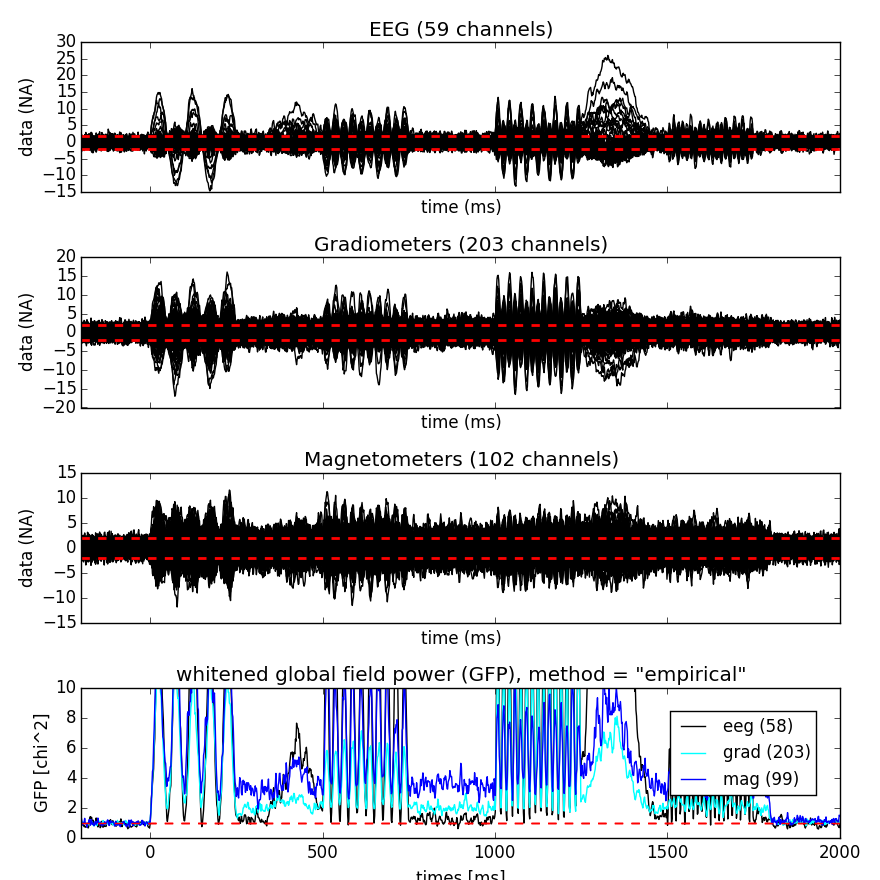 EEG (59 channels)
30
25
20
15
10
5
0
−5
−10
−15
data (NA)
time (ms)
Gradiometers (203 channels)
20
15
10
5
0
−5
−10
−15
−20
data (NA)
time (ms)
Magnetometers (102 channels)
15
10
5
0
−5
−10
−15
data (NA)
time (ms)
whitened global field power (GFP), method = "empirical"
10
8
6
4
2
0
GFP [chi^2]
eeg (58)
grad (203)
mag (99)
0 500 1000 1500 2000
times [ms]